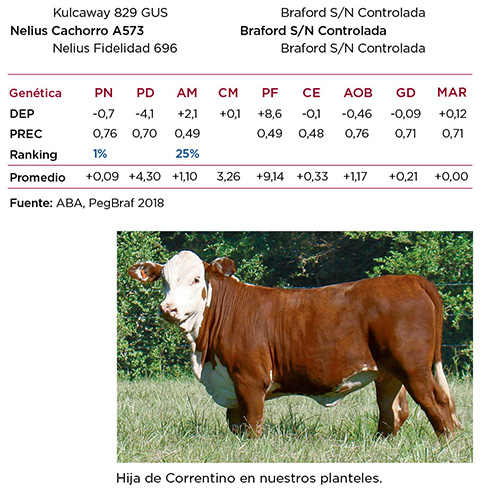 Kulcaway 829 GUS Braford S/N Controlada
Nelius Cachorro A573 Braford S/N Controlada
Nelius Fidelidad 696 Braford S/N Controlada
Genética PN PD AM CM PF CE AOB GD MAR
DEP -0,7 -4,1 +2,1 +0,1 +8,6 -0,1 -0,46 -0,09 +0,12
PREC 0,76 0,70 0,49 0,49 0,48 0,76 0,71 0,71
Ranking 1% 25%
Promedio +0,09 +4,30 +1,10 3,26 +9,14 +0,33 +1,17 +0,21 +0,00
Fuente: ABA, PegBraf 2018
Hija de Correntino en nuestros planteles.